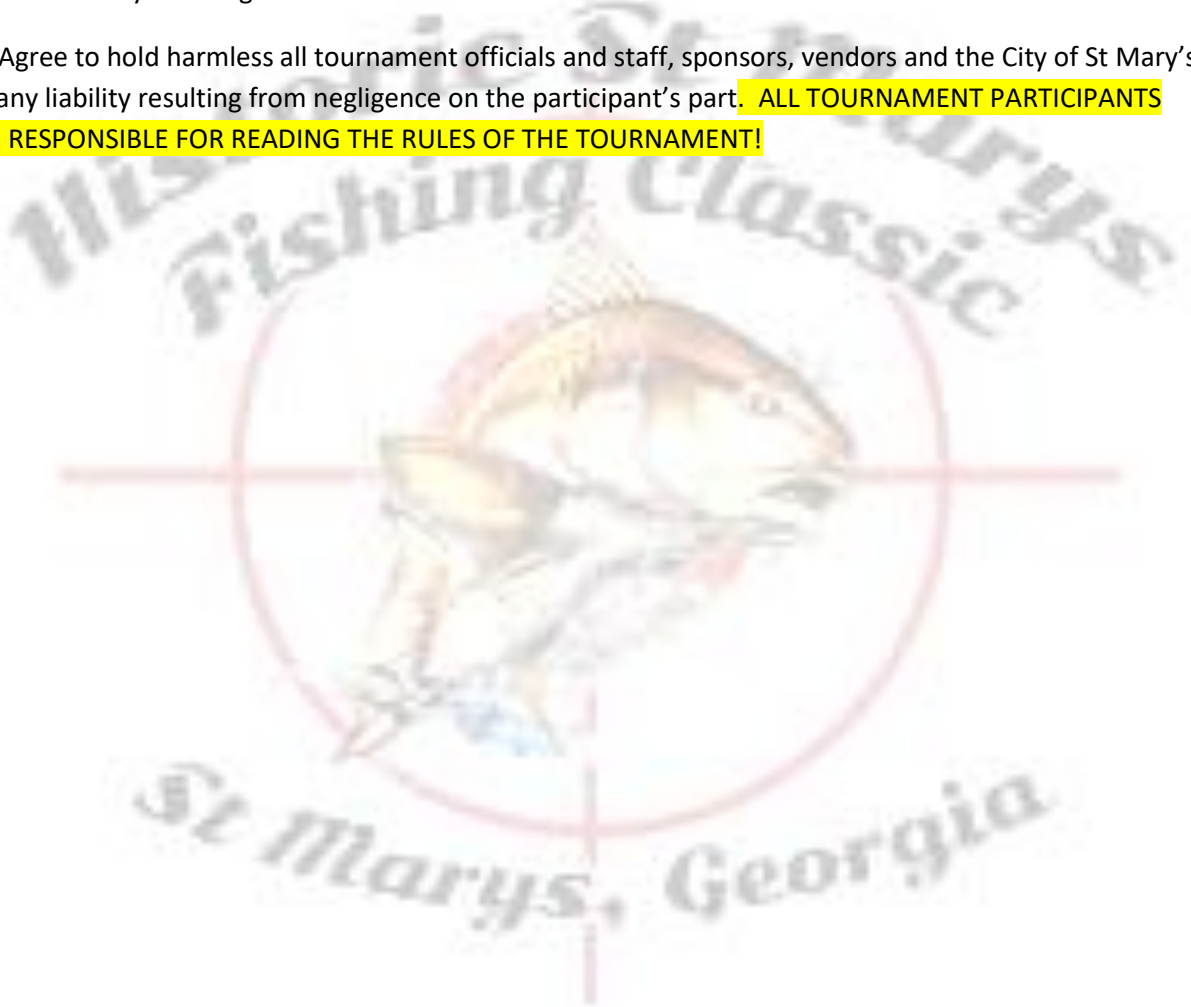 Agree to hold harmless all tournament officials and staff, sponsors, vendors and the City of St Mary’s
any liability resulting from negligence on the participant’s part. ALL TOURNAMENT PARTICIPANTS
RESPONSIBLE FOR READING THE RULES OF THE TOURNAMENT!
Historic St Marys
Fishing Classic
St Marys, Georgia